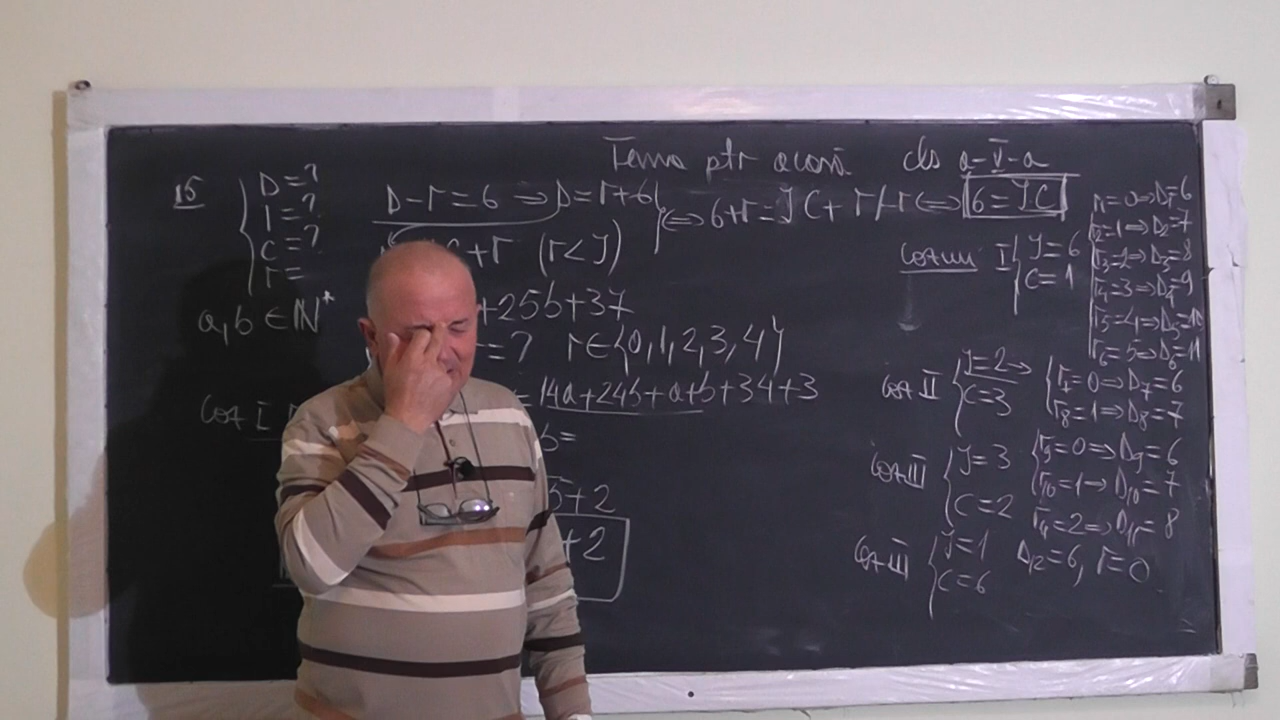 Tema ptr acasă cls a-V-a
15
D=?
Î=?
C=?
r=
D-r=6 ⇒ D=r+6
⇔ 6+r=ÎC+r/-r ⇔ 6=ÎC
+r (r<Î)
a,b ∈ ℕ*
+25b+37
=? r∈{0,1,2,3,4}
=14a+24b+a+b+34+3
b=
5+2
+2
Caz I
Î=6
C=1
r₁=0⇒D₁=6
r₂=1⇒D₂=7
r₃=2⇒D₃=8
r₄=3⇒D₄=9
r₅=4⇒D₅=10
r₆=5⇒D₆=11
Caz II
Î=2
C=3
r₇=0⇒D₇=6
r₈=1⇒D₈=7
Caz III
Î=3
C=2
r₉=0⇒D₉=6
r₁₀=1⇒D₁₀=7
r₁₁=2⇒D₁₁=8
Caz III
Î=1
C=6
D₁₂=6, r=0